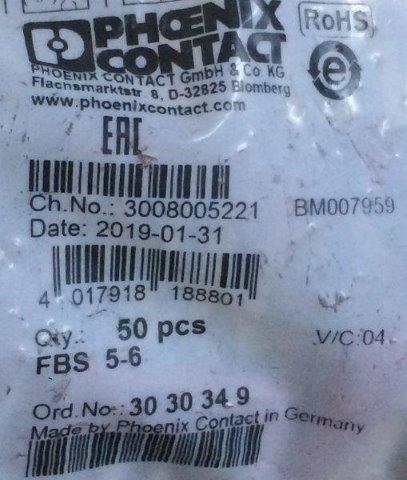 PHŒNIX
CONTACT
RoHS
e
PHOENIX CONTACT GmbH & Co KG
Flachsmarktstr. 8, D-32825 Blomberg
www.phoenixcontact.com
EAC
Ch.No.: 3008005221 BM007959
Date: 2019-01-31
4 017918 188801
Qty.: 50 pcs
V/C:04
FBS 5-6
Ord.No.: 30 30 34 9
Made by Phoenix Contact in Germany